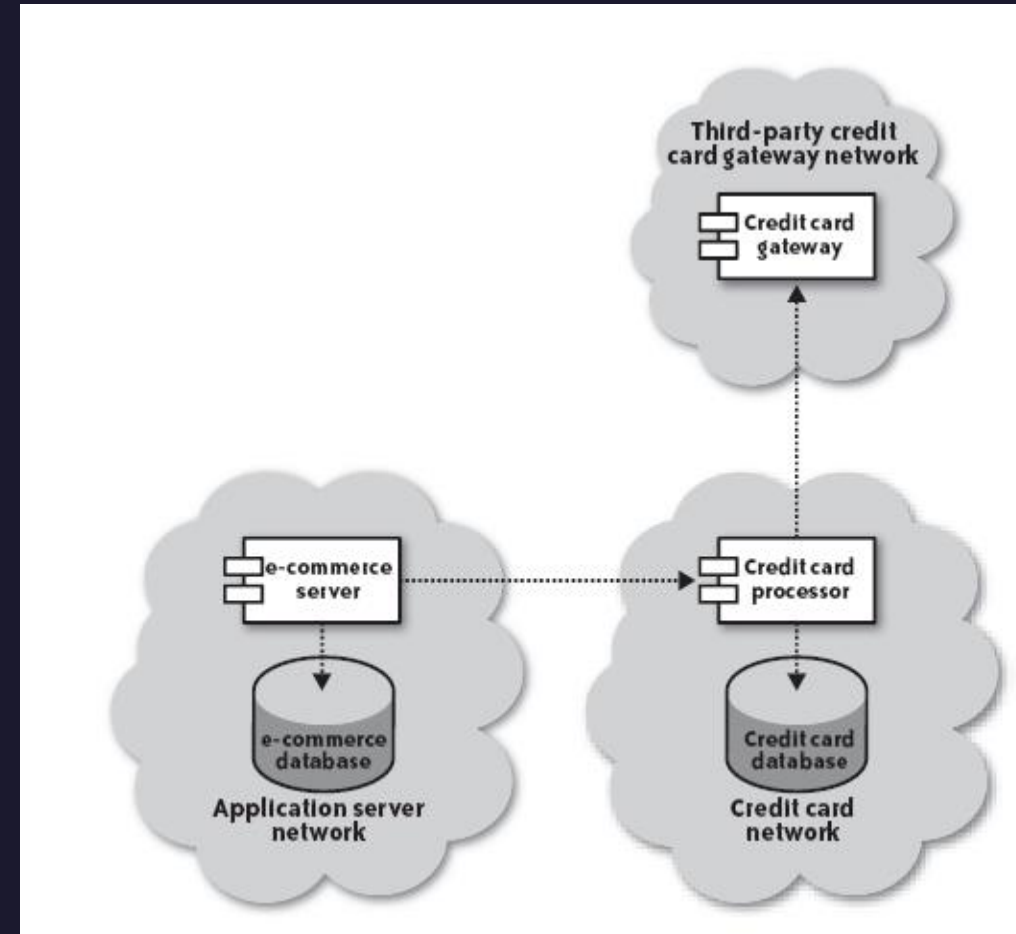 Third-party credit
card gateway network
Credit card
gateway
e-commerce
server
Credit card
processor
e-commerce
database
Credit card
database
Application server
network
Credit card
network